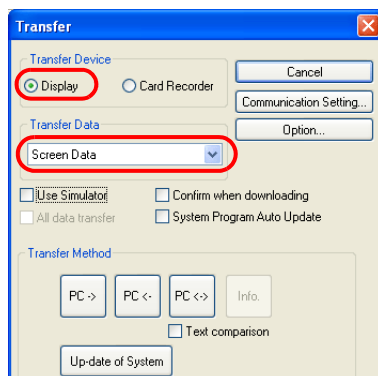 Transfer
Transfer Device
Display
Card Recorder
Cancel
Communication Setting...
Transfer Data
Option...
Screen Data
Use Simulator
Confirm when downloading
All data transfer
System Program Auto Update
Transfer Method
PC ->
PC <-
PC <->
Info.
Text comparison
Up-date of System